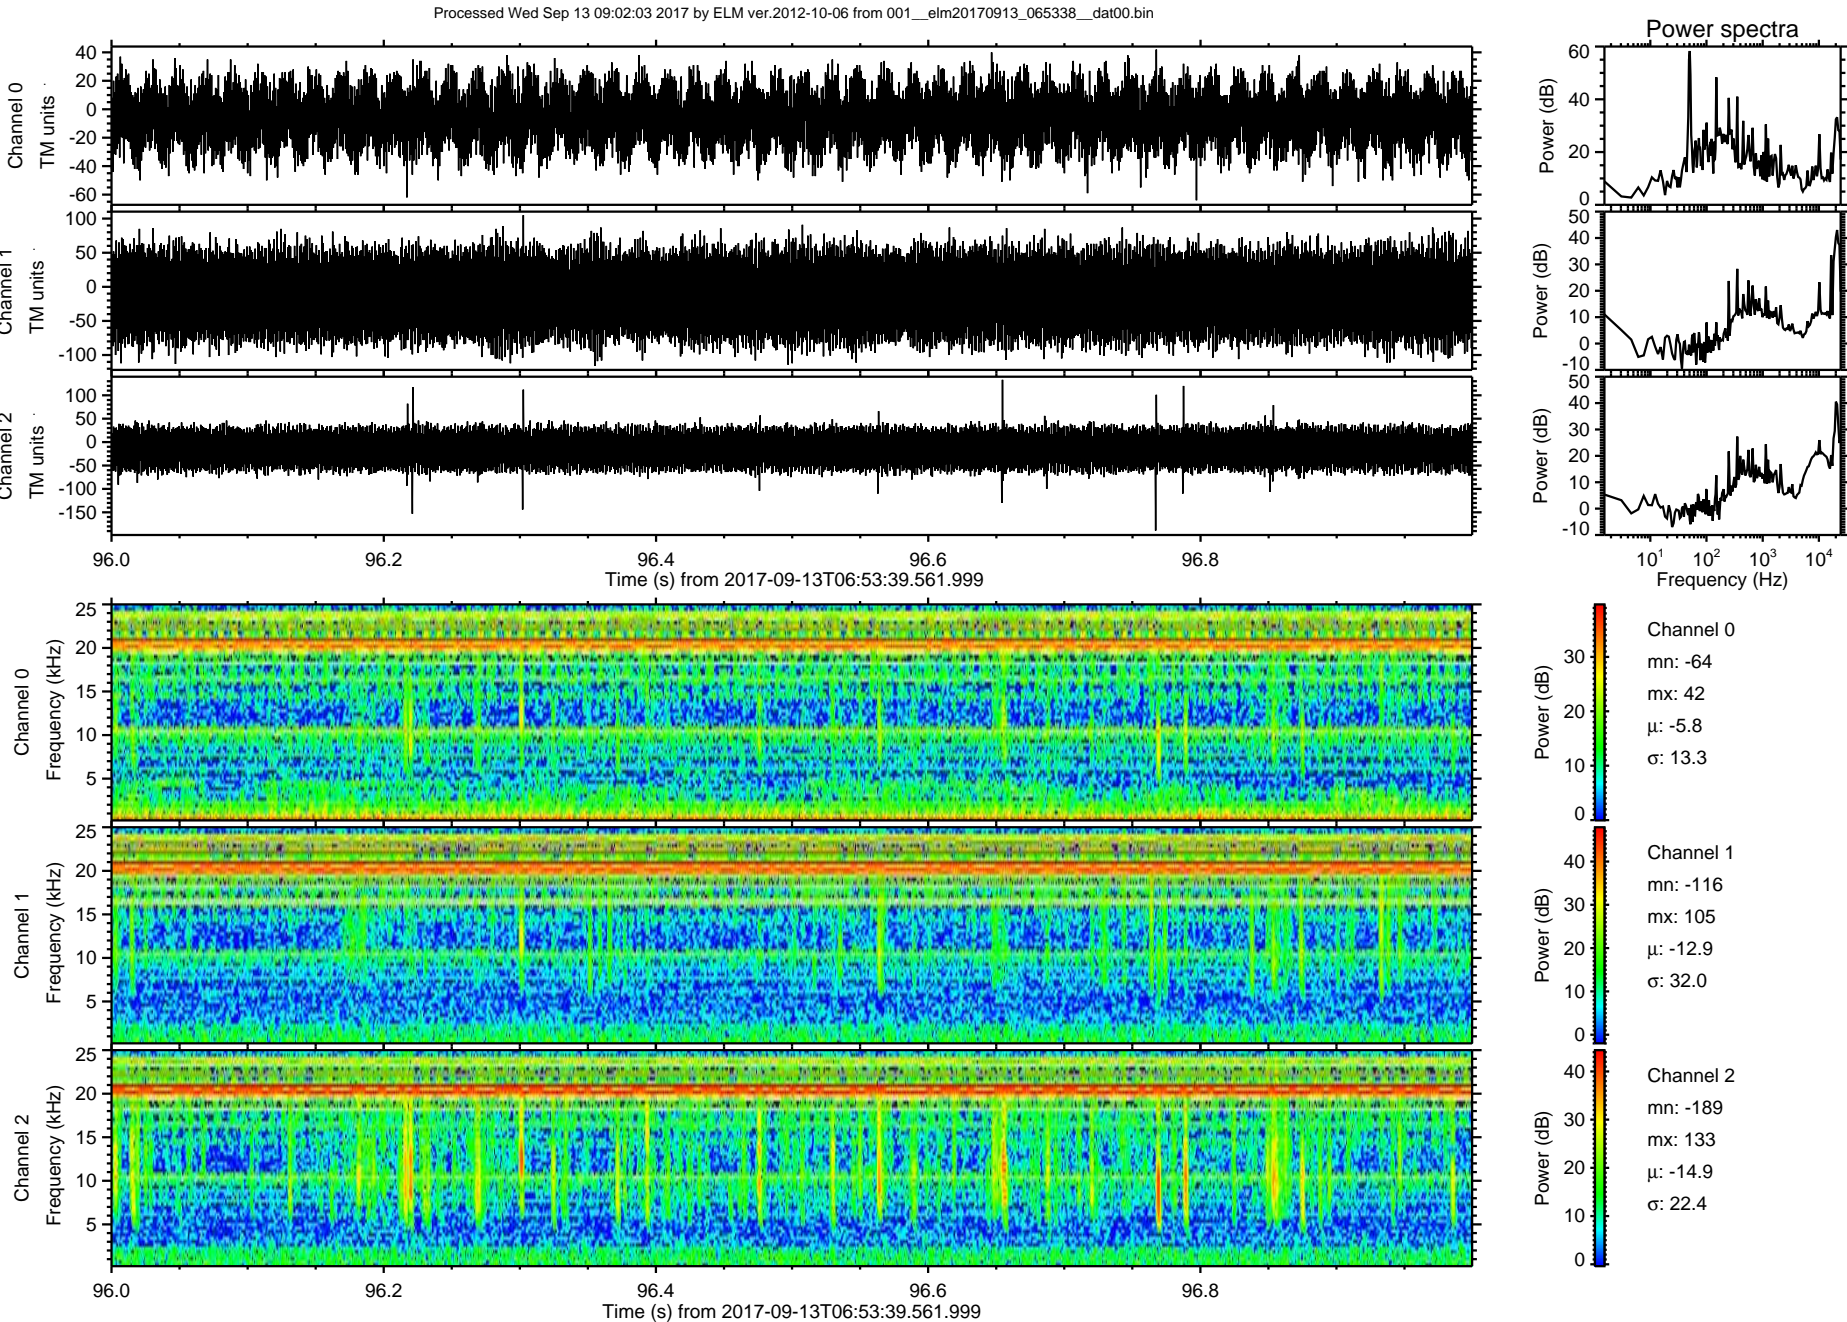 Processed Wed Sep 13 09:02:03 2017 by ELM ver.2012-10-06 from 001__elm20170913_065338__dat00.bin
Power spectra
Channel 0
TM units
40
20
0
-20
-40
-60
Power (dB)
60
40
20
0
Channel 1
TM units
100
50
0
-50
-100
Power (dB)
50
40
30
20
10
0
-10
Channel 2
TM units
100
50
0
-50
-100
-150
Power (dB)
50
40
30
20
10
0
-10
96.0 96.2 96.4 96.6 96.8
Time (s) from 2017-09-13T06:53:39.561.999
10^1 10^2 10^3 10^4
Frequency (Hz)
Channel 0
Frequency (kHz)
25
20
15
10
5
Power (dB)
30
20
10
0
Channel 0
mn: -64
mx: 42
μ: -5.8
σ: 13.3
Channel 1
Frequency (kHz)
25
20
15
10
5
Power (dB)
40
30
20
10
0
Channel 1
mn: -116
mx: 105
μ: -12.9
σ: 32.0
Channel 2
Frequency (kHz)
25
20
15
10
5
Power (dB)
40
30
20
10
0
Channel 2
mn: -189
mx: 133
μ: -14.9
σ: 22.4
96.0 96.2 96.4 96.6 96.8
Time (s) from 2017-09-13T06:53:39.561.999